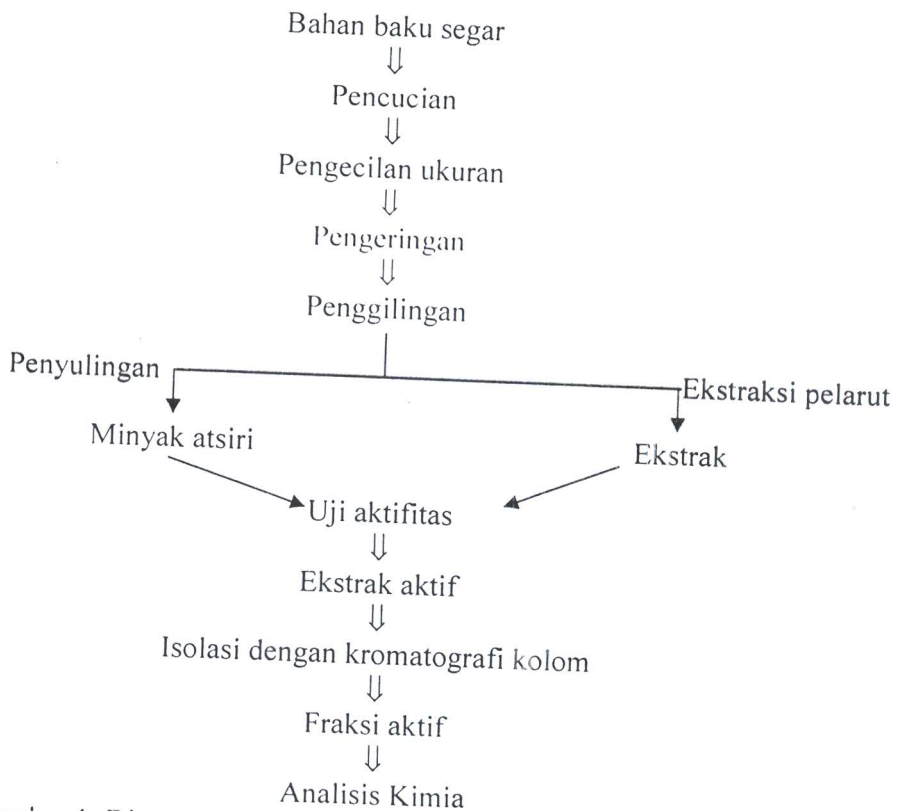 Bahan baku segar
Pencucian
Pengecilan ukuran
Pengeringan
Penggilingan
Penyulingan
Ekstraksi pelarut
Minyak atsiri
Ekstrak
Uji aktifitas
Ekstrak aktif
Isolasi dengan kromatografi kolom
Fraksi aktif
Analisis Kimia